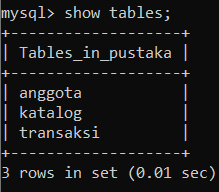 mysql> show tables;
+-------------------+
| Tables_in_pustaka |
+-------------------+
| anggota           |
| katalog           |
| transaksi         |
+-------------------+
3 rows in set (0.01 sec)